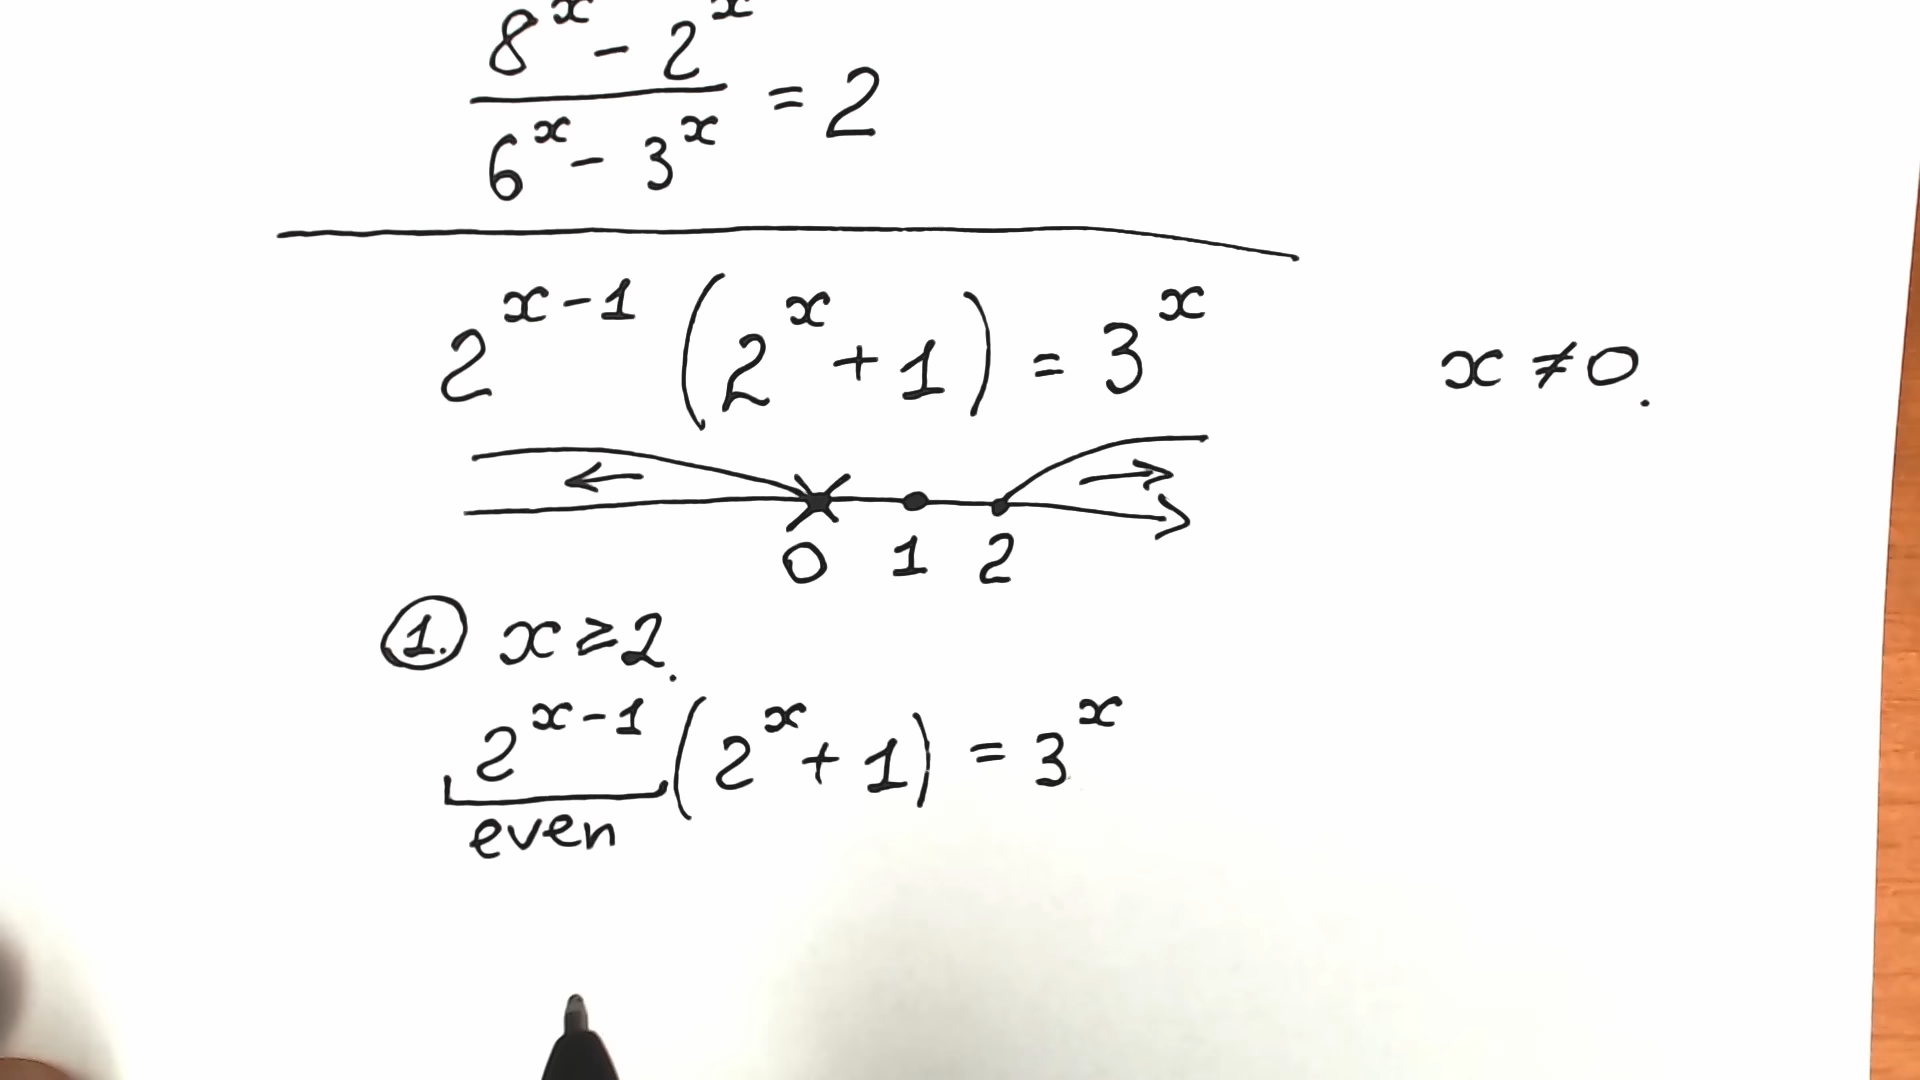 8^x - 2^x
6^x - 3^x = 2
2^(x-1) (2^x + 1) = 3^x x ≠ 0.
0 1 2
1. x ≥ 2.
2^(x-1) (2^x + 1) = 3^x
even